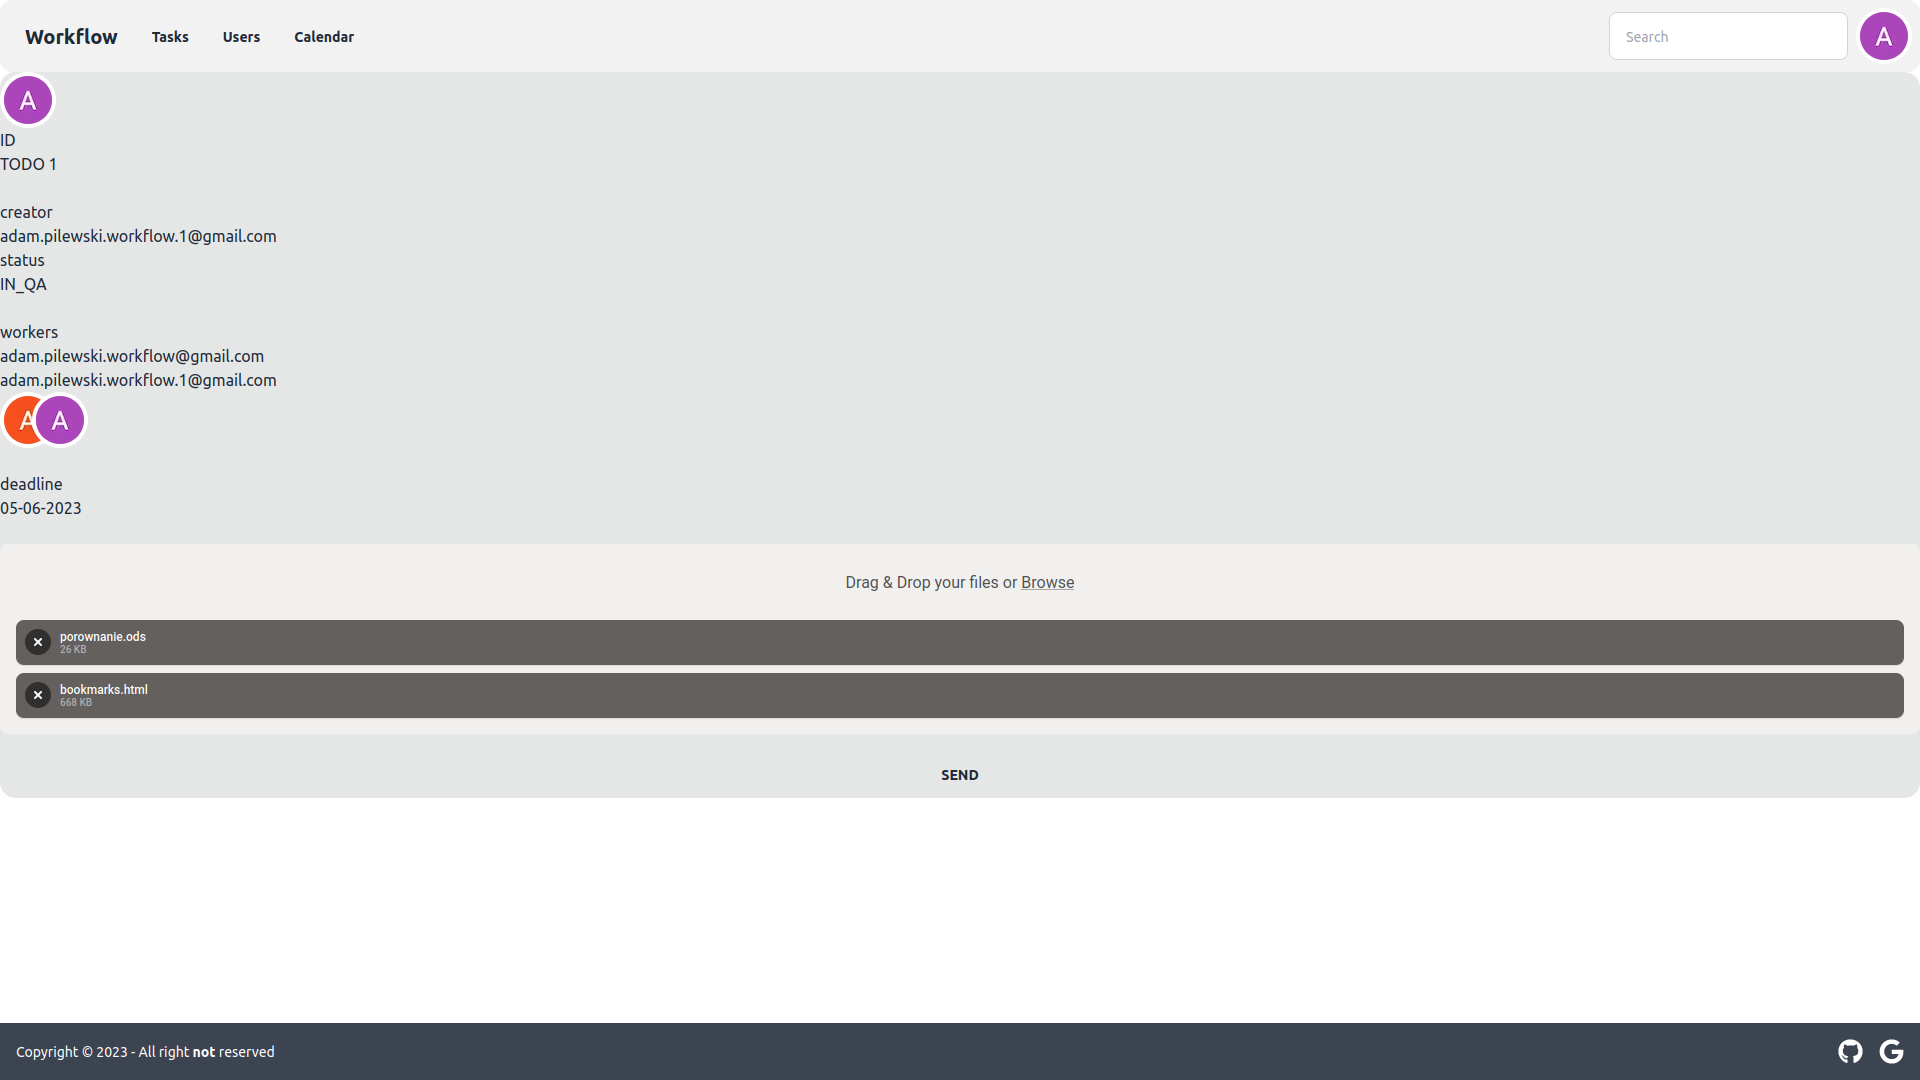 Workflow Tasks Users Calendar Search A
A
ID
TODO 1
creator
adam.pilewski.workflow.1@gmail.com
status
IN_QA
workers
adam.pilewski.workflow@gmail.com
adam.pilewski.workflow.1@gmail.com
A A
deadline
05-06-2023
Drag & Drop your files or Browse
porownanie.ods
26 KB
bookmarks.html
668 KB
SEND
Copyright © 2023 - All right not reserved